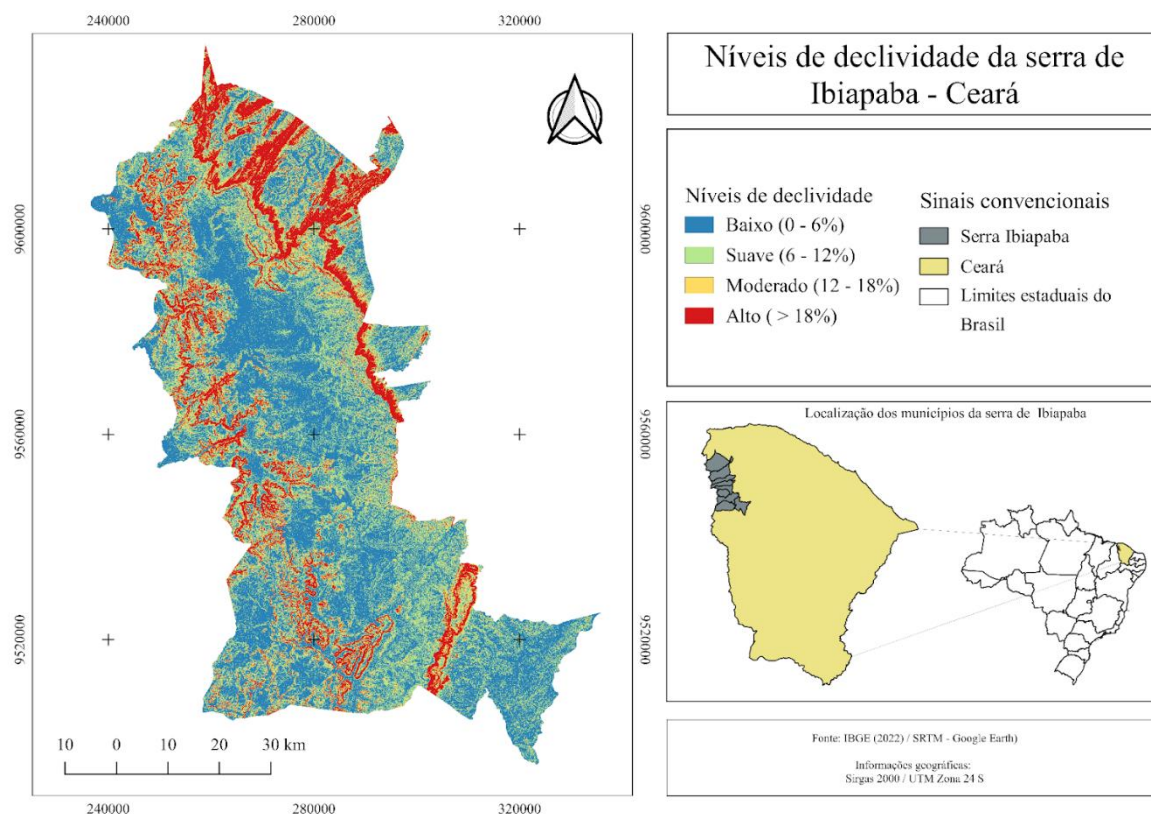 240000 280000 320000
9600000
9560000
9520000
10 0 10 20 30 km
240000 280000 320000
9600000
9560000
9520000
Níveis de declividade da serra de
Ibiapaba - Ceará
Níveis de declividade
Baixo (0 - 6%)
Suave (6 - 12%)
Moderado (12 - 18%)
Alto ( > 18%)
Sinais convencionais
Serra Ibiapaba
Ceará
Limites estaduais do
Brasil
Localização dos municípios da serra de Ibiapaba
Fonte: IBGE (2022) / SRTM - Google Earth)
Informações geográficas:
Sirgas 2000 / UTM Zona 24 S